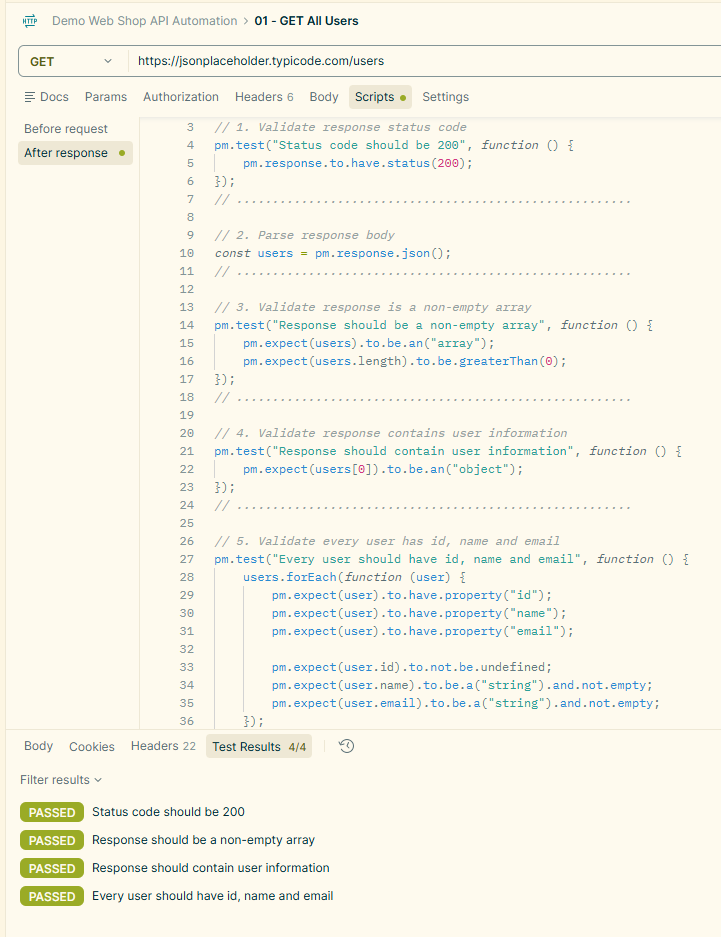 HTTP Demo Web Shop API Automation > 01 - GET All Users
GET https://jsonplaceholder.typicode.com/users
Docs Params Authorization Headers 6 Body Scripts Settings
Before request
After response
3 // 1. Validate response status code
4 pm.test("Status code should be 200", function () {
5 pm.response.to.have.status(200);
6 });
7 // .......................................................
8
9 // 2. Parse response body
10 const users = pm.response.json();
11 // .......................................................
12
13 // 3. Validate response is a non-empty array
14 pm.test("Response should be a non-empty array", function () {
15 pm.expect(users).to.be.an("array");
16 pm.expect(users.length).to.be.greaterThan(0);
17 });
18 // .......................................................
19
20 // 4. Validate response contains user information
21 pm.test("Response should contain user information", function () {
22 pm.expect(users[0]).to.be.an("object");
23 });
24 // .......................................................
25
26 // 5. Validate every user has id, name and email
27 pm.test("Every user should have id, name and email", function () {
28 users.forEach(function (user) {
29 pm.expect(user).to.have.property("id");
30 pm.expect(user).to.have.property("name");
31 pm.expect(user).to.have.property("email");
32
33 pm.expect(user.id).to.not.be.undefined;
34 pm.expect(user.name).to.be.a("string").and.not.empty;
35 pm.expect(user.email).to.be.a("string").and.not.empty;
36 });
Body Cookies Headers 22 Test Results 4/4
Filter results
PASSED Status code should be 200
PASSED Response should be a non-empty array
PASSED Response should contain user information
PASSED Every user should have id, name and email